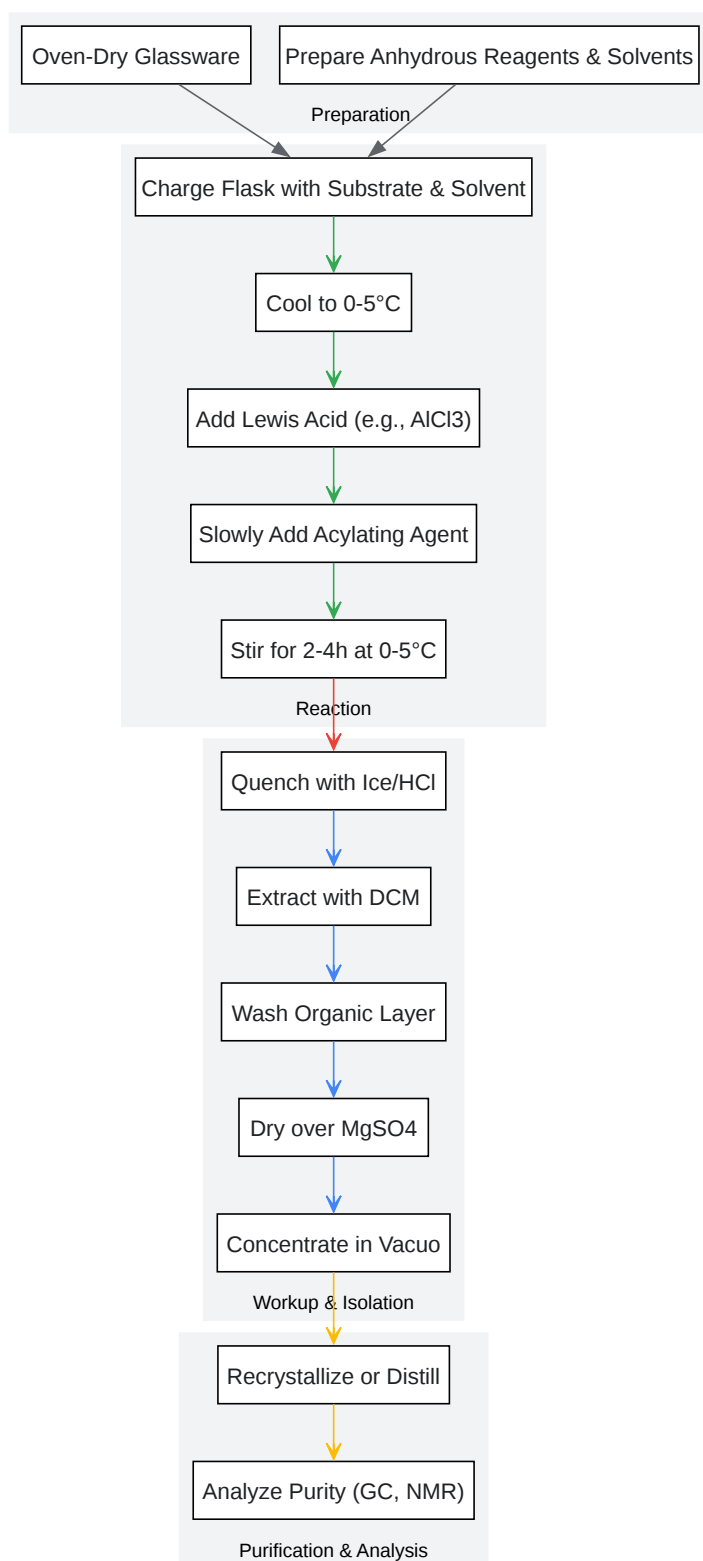 Oven-Dry Glassware
Prepare Anhydrous Reagents & Solvents
Preparation
Charge Flask with Substrate & Solvent
Cool to 0-5°C
Add Lewis Acid (e.g., AlCl3)
Slowly Add Acylating Agent
Stir for 2-4h at 0-5°C
Reaction
Quench with Ice/HCl
Extract with DCM
Wash Organic Layer
Dry over MgSO4
Concentrate in Vacuo
Workup & Isolation
Recrystallize or Distill
Analyze Purity (GC, NMR)
Purification & Analysis